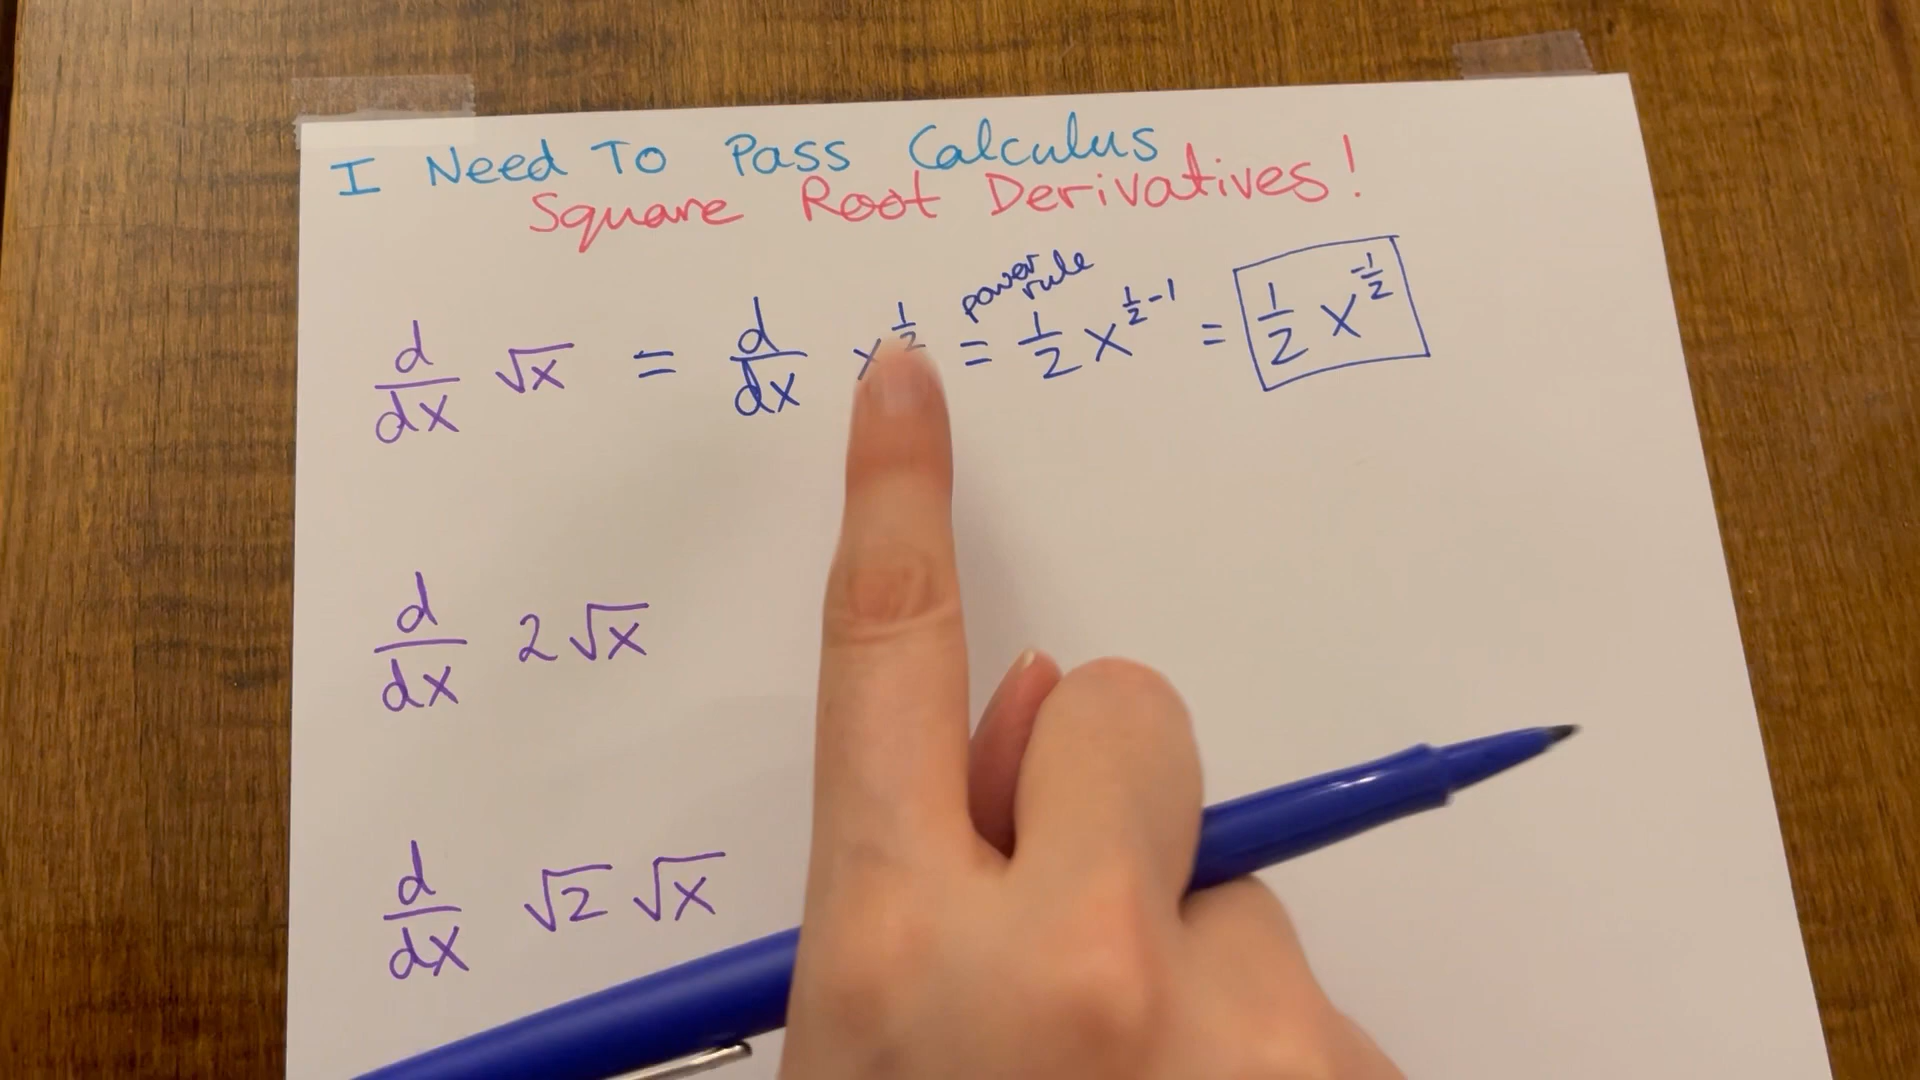 I Need To Pass Calculus
Square Root Derivatives!
power rule
d/dx √x = d/dx x^(1/2) = 1/2 x^(1/2 - 1) = 1/2 x^(-1/2)
d/dx 2√x
d/dx √2 √x